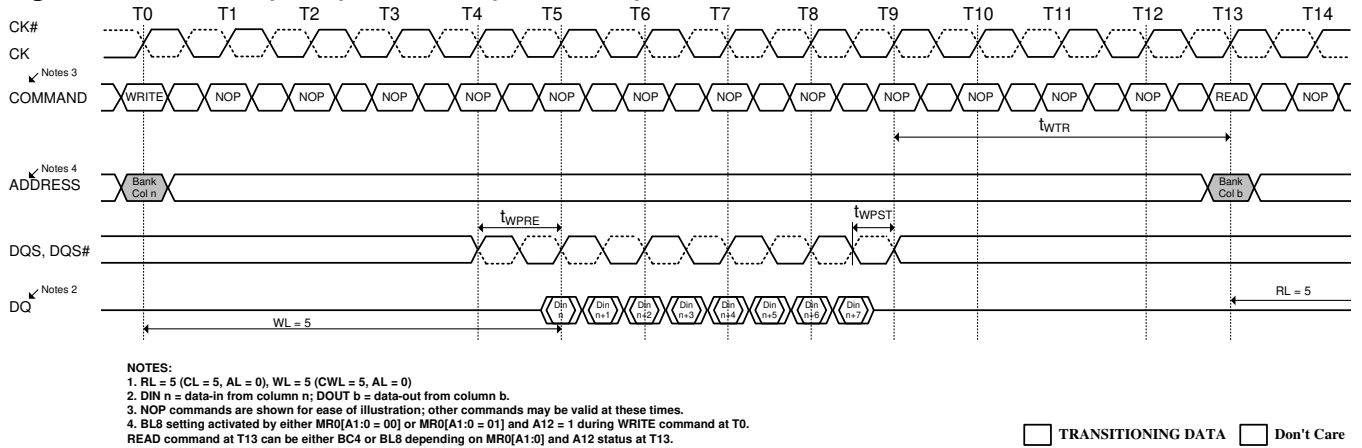 T0 T1 T2 T3 T4 T5 T6 T7 T8 T9 T10 T11 T12 T13 T14
CK#
CK
Notes 3
COMMAND WRITE NOP NOP NOP NOP NOP NOP NOP NOP NOP NOP NOP NOP READ NOP
tWTR
Notes 4
ADDRESS Bank Col n Bank Col b
tWPRE tWPST
DQS, DQS#
Notes 2
DQ Din n Din n+1 Din n+2 Din n+3 Din n+4 Din n+5 Din n+6 Din n+7
RL = 5
WL = 5
NOTES:
1. RL = 5 (CL = 5, AL = 0), WL = 5 (CWL = 5, AL = 0)
2. DIN n = data-in from column n; DOUT b = data-out from column b.
3. NOP commands are shown for ease of illustration; other commands may be valid at these times.
4. BL8 setting activated by either MR0[A1:0 = 00] or MR0[A1:0 = 01] and A12 = 1 during WRITE command at T0.
READ command at T13 can be either BC4 or BL8 depending on MR0[A1:0] and A12 status at T13.
TRANSITIONING DATA Don't Care